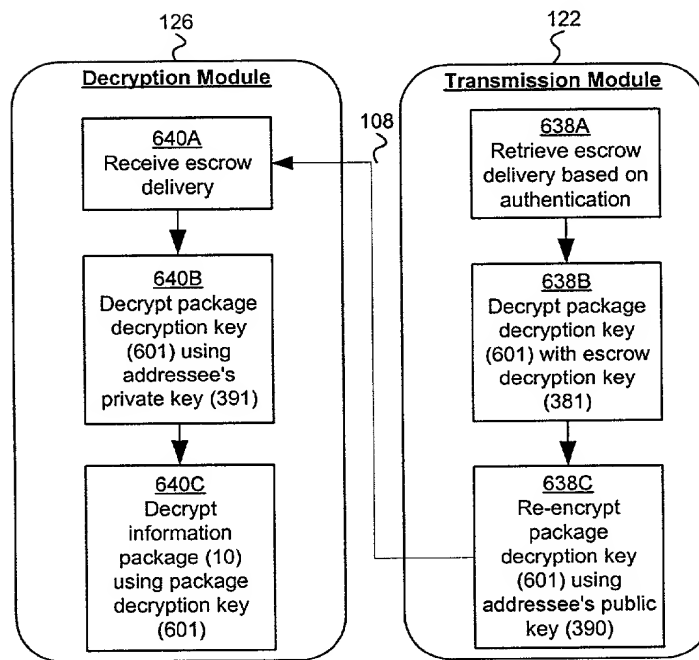 126
122
Decryption Module
640A
Receive escrow
delivery
640B
Decrypt package
decryption key
(601) using
addressee's
private key (391)
640C
Decrypt
information
package (10)
using package
decryption key
(601)
108
Transmission Module
638A
Retrieve escrow
delivery based on
authentication
638B
Decrypt package
decryption key
(601) with escrow
decryption key
(381)
638C
Re-encrypt
package
decryption key
(601) using
addressee's public
key (390)